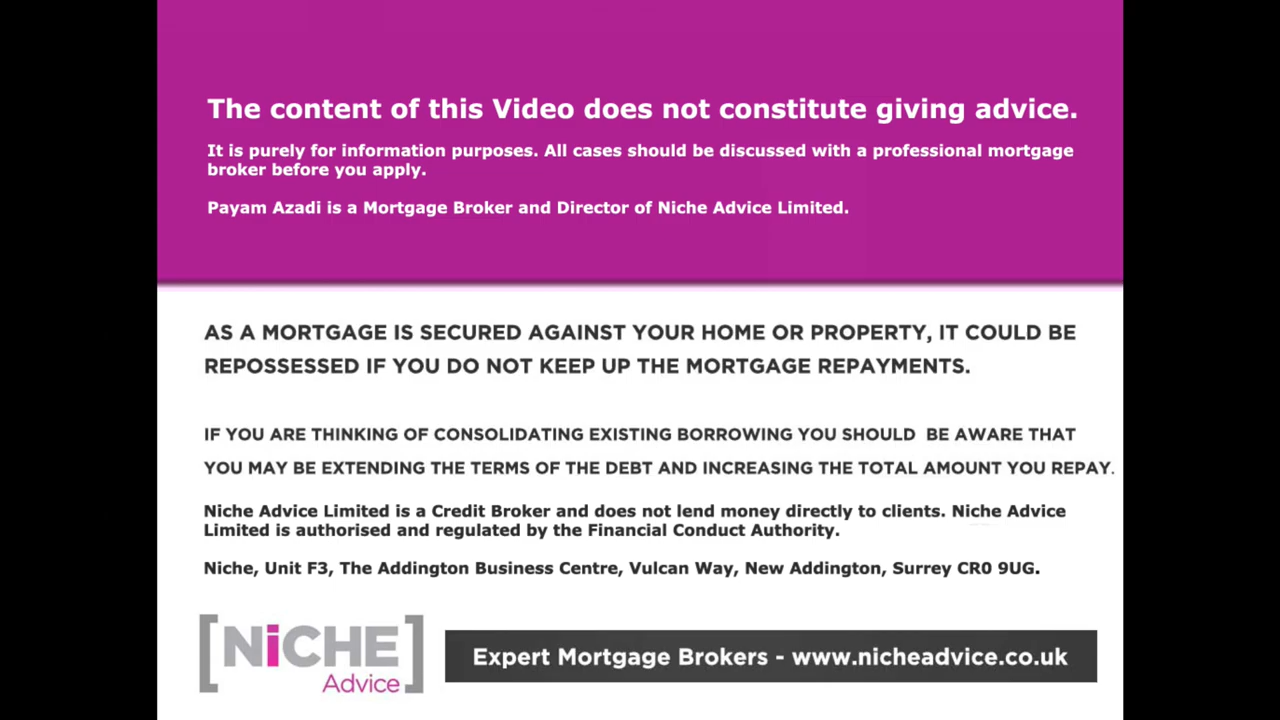 The content of this Video does not constitute giving advice.
It is purely for information purposes. All cases should be discussed with a professional mortgage
broker before you apply.
Payam Azadi is a Mortgage Broker and Director of Niche Advice Limited.
AS A MORTGAGE IS SECURED AGAINST YOUR HOME OR PROPERTY, IT COULD BE
REPOSSESSED IF YOU DO NOT KEEP UP THE MORTGAGE REPAYMENTS.
IF YOU ARE THINKING OF CONSOLIDATING EXISTING BORROWING YOU SHOULD BE AWARE THAT
YOU MAY BE EXTENDING THE TERMS OF THE DEBT AND INCREASING THE TOTAL AMOUNT YOU REPAY.
Niche Advice Limited is a Credit Broker and does not lend money directly to clients. Niche Advice
Limited is authorised and regulated by the Financial Conduct Authority.
Niche, Unit F3, The Addington Business Centre, Vulcan Way, New Addington, Surrey CR0 9UG.
[NiCHE
Advice]
Expert Mortgage Brokers - www.nicheadvice.co.uk